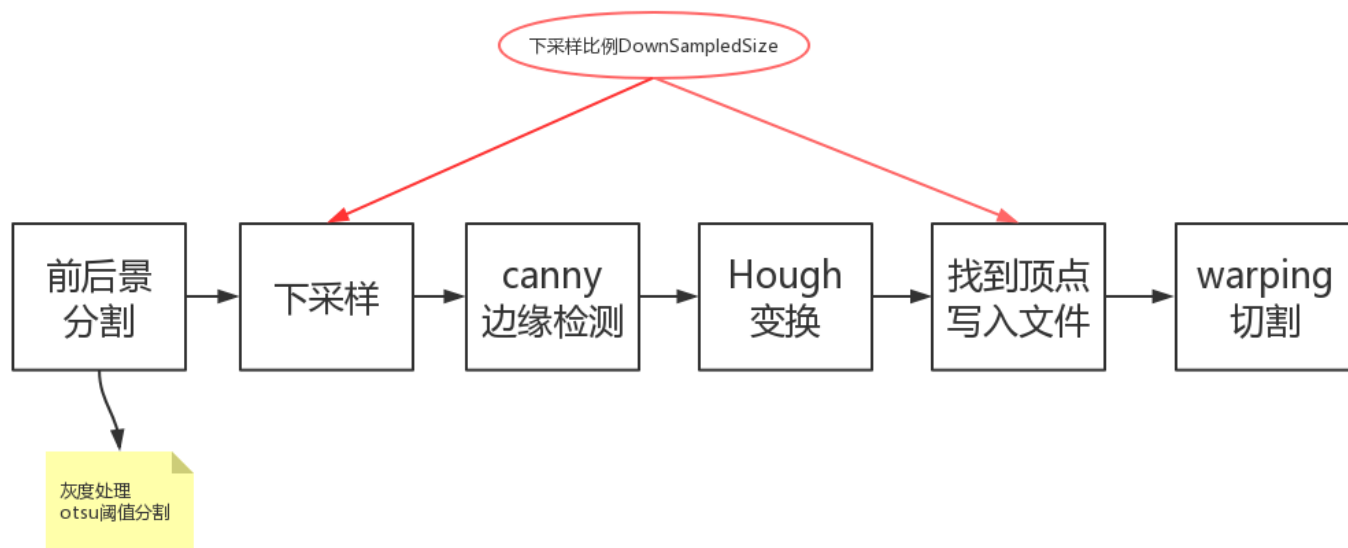 下采样比例DownSampledSize
前后景
分割
下采样
canny
边缘检测
Hough
变换
找到顶点
写入文件
warping
切割
灰度处理
otsu阈值分割